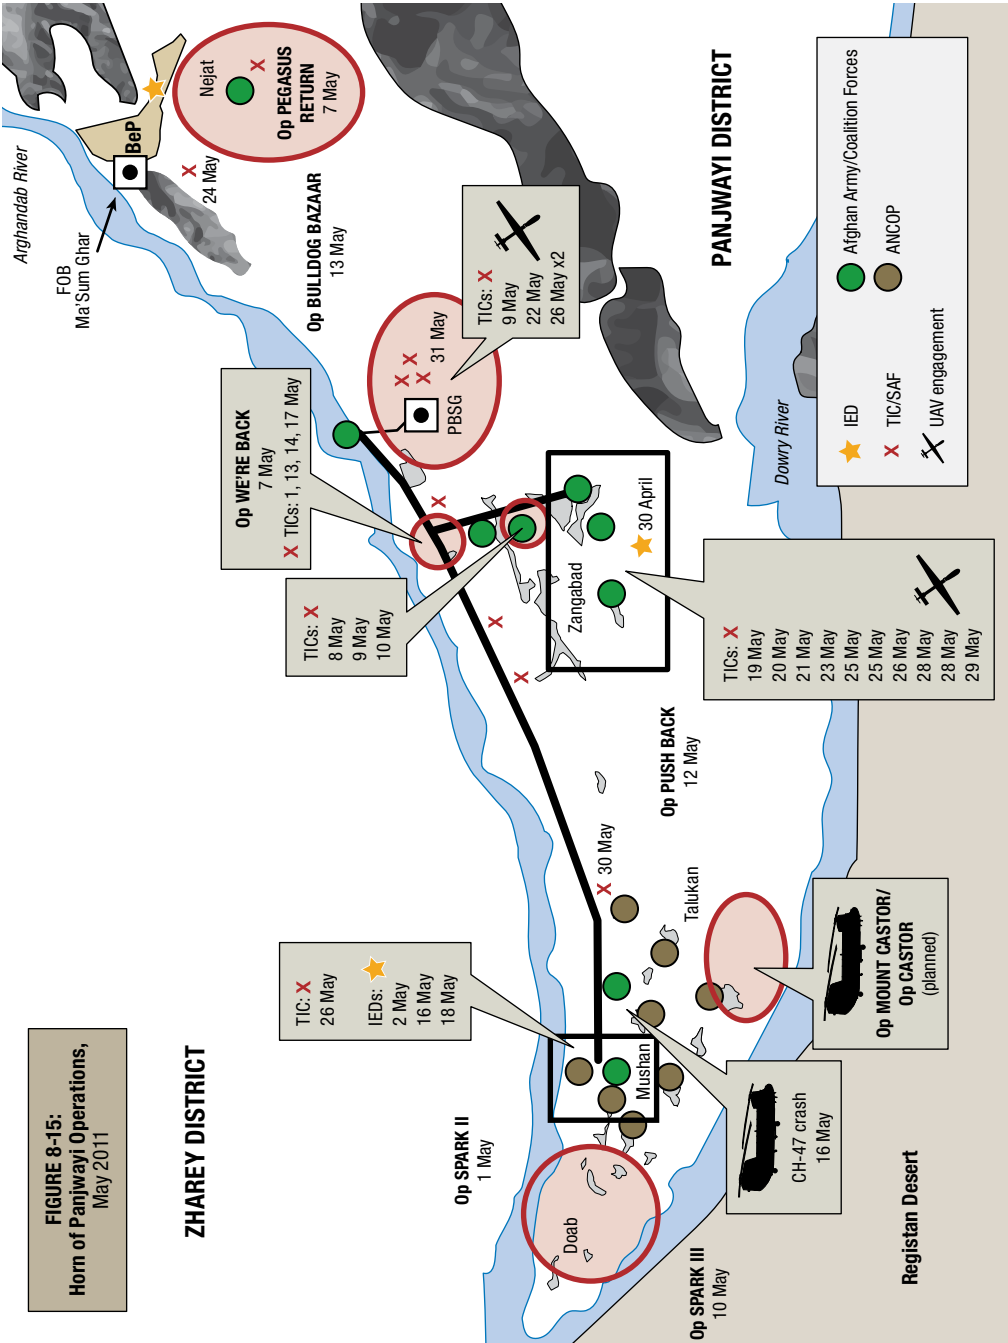 FIGURE 8-15:
Horn of Panjwayi Operations,
May 2011
ZHAREY DISTRICT
Arghandab River
FOB
Ma'Sum Ghar
BeP
24 May
Nejat
Op PEGASUS
RETURN
7 May
Op BULLDOG BAZAAR
13 May
Op WE'RE BACK
7 May
X TICs: 1, 13, 14, 17 May
31 May
PBSG
TICs: X
9 May
22 May
26 May x2
TICs: X
8 May
9 May
10 May
Zangabad
30 April
TICs: X
19 May
20 May
21 May
23 May
25 May
25 May
26 May
28 May
28 May
29 May
Op PUSH BACK
12 May
30 May
Talukan
TIC: X
26 May
IEDs:
2 May
16 May
18 May
Mushan
Op SPARK II
1 May
Doab
Op SPARK III
10 May
CH-47 crash
16 May
Op MOUNT CASTOR/
Op CASTOR
(planned)
Registan Desert
PANJWAYI DISTRICT
Dowry River
IED
Afghan Army/Coalition Forces
X TIC/SAF
ANCOP
UAV engagement